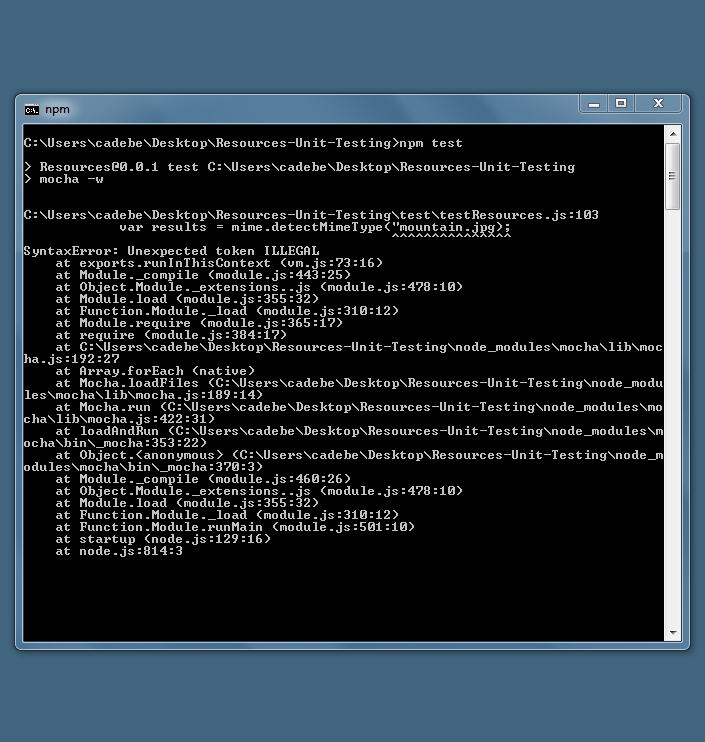 npm
C:\Users\cadebe\Desktop\Resources-Unit-Testing>npm test
> Resources@0.0.1 test C:\Users\cadebe\Desktop\Resources-Unit-Testing
> mocha -w
C:\Users\cadebe\Desktop\Resources-Unit-Testing\test\testResources.js:103
            var results = mime.detectMimeType("mountain.jpg);
                                              ^^^^^^^^^^^^^^^
SyntaxError: Unexpected token ILLEGAL
    at exports.runInThisContext (vm.js:73:16)
    at Module._compile (module.js:443:25)
    at Object.Module._extensions..js (module.js:478:10)
    at Module.load (module.js:355:32)
    at Function.Module._load (module.js:310:12)
    at Module.require (module.js:365:17)
    at require (module.js:384:17)
    at C:\Users\cadebe\Desktop\Resources-Unit-Testing\node_modules\mocha\lib\moc
ha.js:192:27
    at Array.forEach (native)
    at Mocha.loadFiles (C:\Users\cadebe\Desktop\Resources-Unit-Testing\node_modu
les\mocha\lib\mocha.js:189:14)
    at Mocha.run (C:\Users\cadebe\Desktop\Resources-Unit-Testing\node_modules\mo
cha\lib\mocha.js:422:31)
    at loadAndRun (C:\Users\cadebe\Desktop\Resources-Unit-Testing\node_modules\m
ocha\bin\_mocha:353:22)
    at Object.<anonymous> (C:\Users\cadebe\Desktop\Resources-Unit-Testing\node_m
odules\mocha\bin\_mocha:370:3)
    at Module._compile (module.js:460:26)
    at Object.Module._extensions..js (module.js:478:10)
    at Module.load (module.js:355:32)
    at Function.Module._load (module.js:310:12)
    at Function.Module.runMain (module.js:501:10)
    at startup (node.js:129:16)
    at node.js:814:3